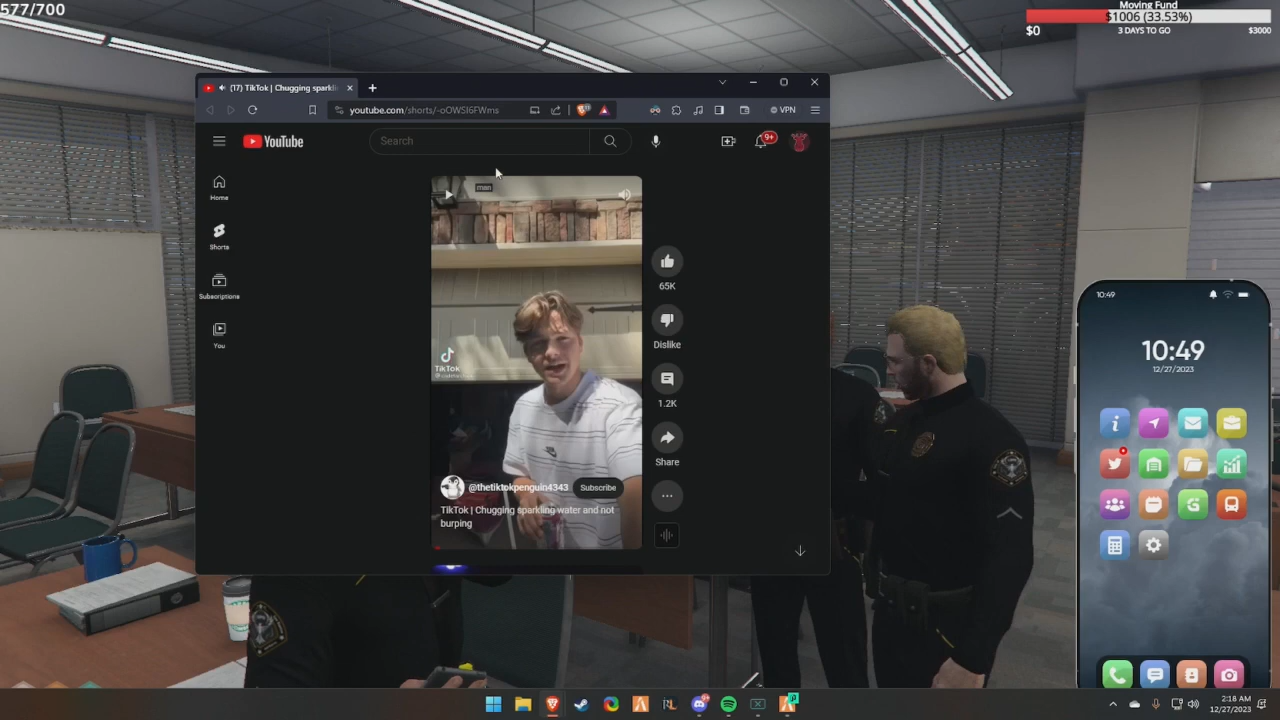 577/700
Moving Fund
$1006 (33.53%)
$0
3 DAYS TO GO
$3000
(17) TikTok | Chugging sparkli
youtube.com/shorts/-oOWSI6FWms
VPN
YouTube
Search
9+
Home
Shorts
Subscriptions
You
man
TikTok
65K
Dislike
1.2K
Share
@thetiktokpenguin4343
Subscribe
TikTok | Chugging sparkling water and not
burping
10:49
10:49
12/27/2023
2:18 AM
12/27/2023